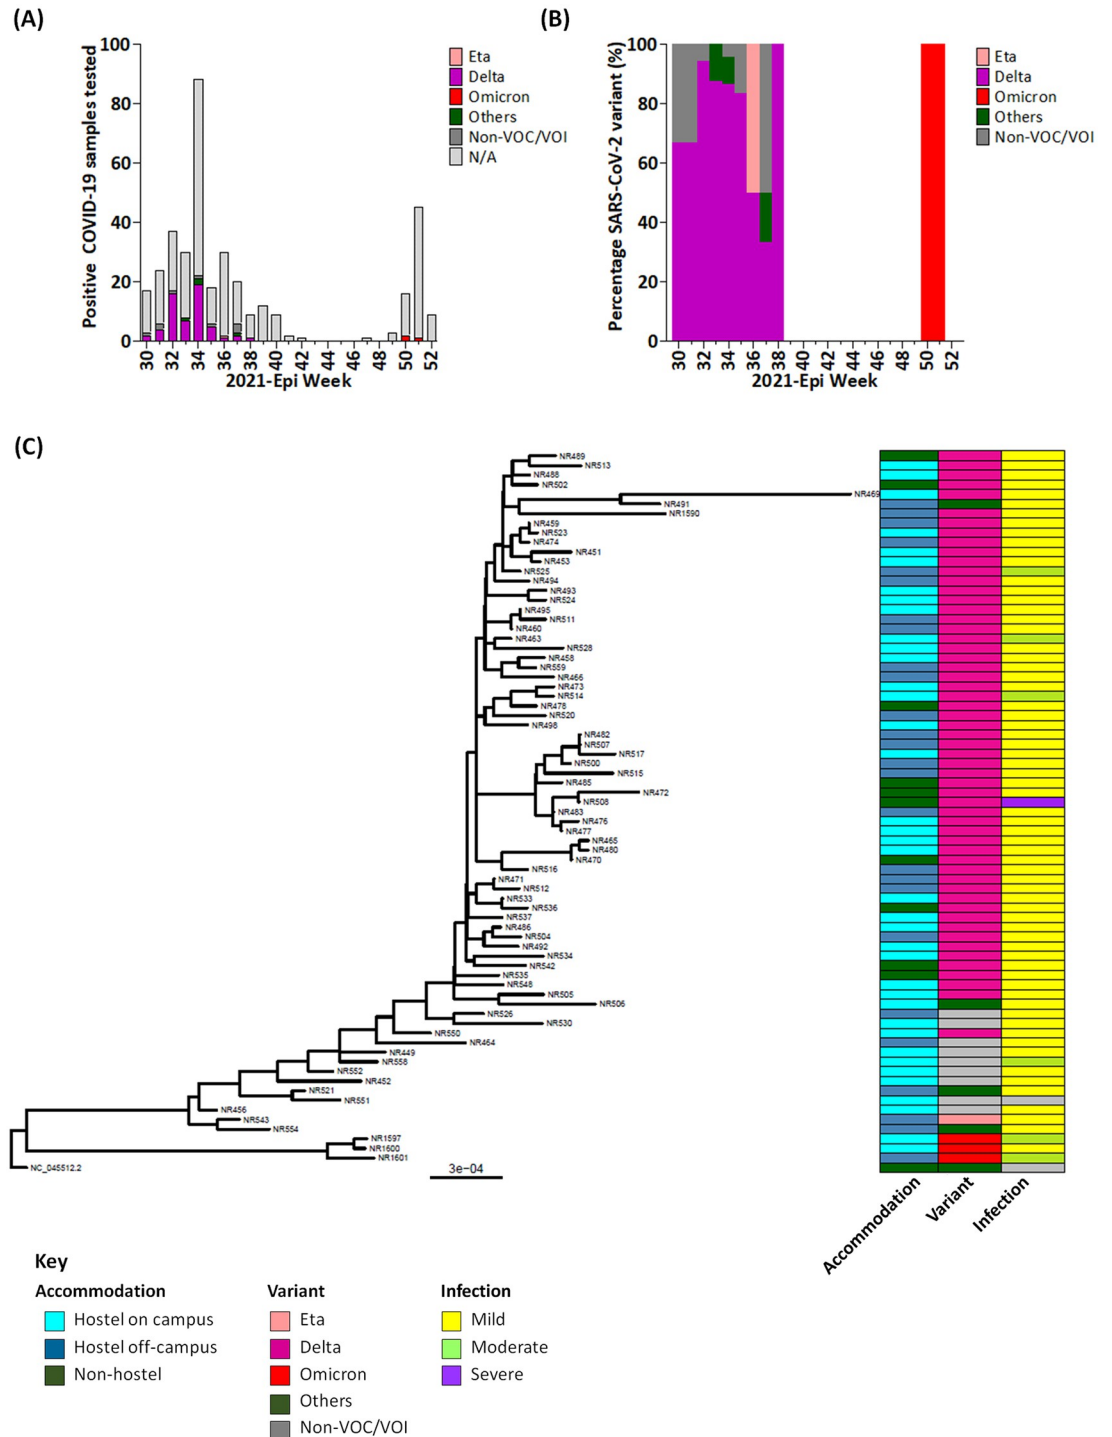 (A)
Positive COVID-19 samples tested
100
80
60
40
20
0
30 32 34 36 38 40 42 44 46 48 50 52
2021-Epi Week
Eta
Delta
Omicron
Others
Non-VOC/VOI
N/A
(B)
Percentage SARS-CoV-2 variant (%)
100
80
60
40
20
0
30 32 34 36 38 40 42 44 46 48 50 52
2021-Epi Week
Eta
Delta
Omicron
Others
Non-VOC/VOI
(C)
NR489
NR513
NR488
NR502
NR469
NR491
NR1590
NR459
NR523
NR474
NR451
NR453
NR525
NR494
NR493
NR524
NR495
NR511
NR460
NR463
NR528
NR458
NR559
NR466
NR473
NR514
NR478
NR520
NR498
NR482
NR507
NR517
NR500
NR515
NR485
NR472
NR508
NR483
NR476
NR477
NR465
NR480
NR470
NR516
NR471
NR512
NR533
NR536
NR537
NR486
NR504
NR492
NR534
NR542
NR535
NR548
NR505
NR506
NR526
NR530
NR550
NR464
NR449
NR558
NR552
NR452
NR521
NR551
NR456
NR543
NR554
NR1597
NR1600
NR1601
NC_045512.2
3e-04
Accommodation
Variant
Infection
Key
Accommodation
Hostel on campus
Hostel off-campus
Non-hostel
Variant
Eta
Delta
Omicron
Others
Non-VOC/VOI
Infection
Mild
Moderate
Severe